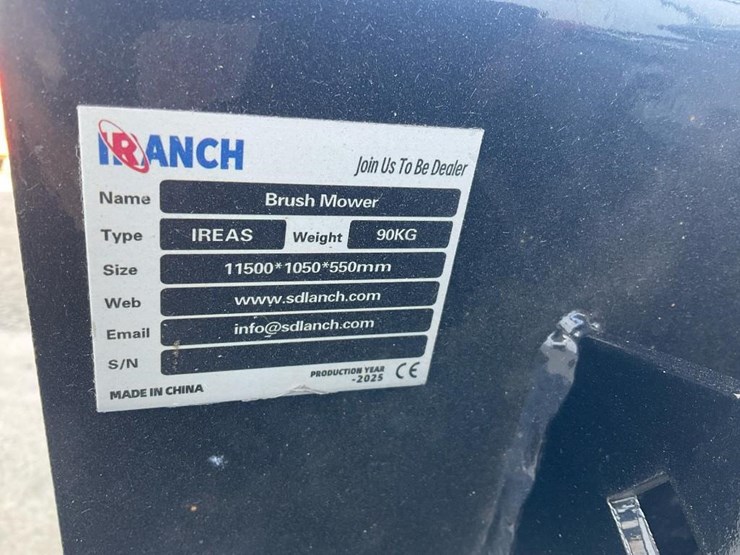 IRANCH
Join Us To Be Dealer
Name Brush Mower
Type IREAS Weight 90KG
Size 11500*1050*550mm
Web www.sdlanch.com
Email info@sdlanch.com
S/N
PRODUCTION YEAR
-2025 CE
MADE IN CHINA